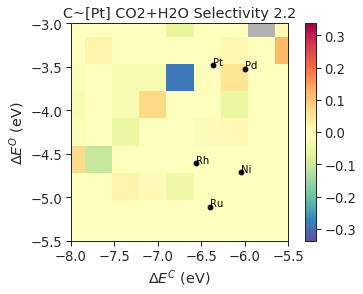 C~[Pt] CO2+H2O Selectivity 2.2
−3.0
−3.5
−4.0
−4.5
−5.0
−5.5
ΔE^O (eV)
Pt
Pd
Rh
Ni
Ru
−8.0 −7.5 −7.0 −6.5 −6.0 −5.5
ΔE^C (eV)
0.3
0.2
0.1
0.0
−0.1
−0.2
−0.3